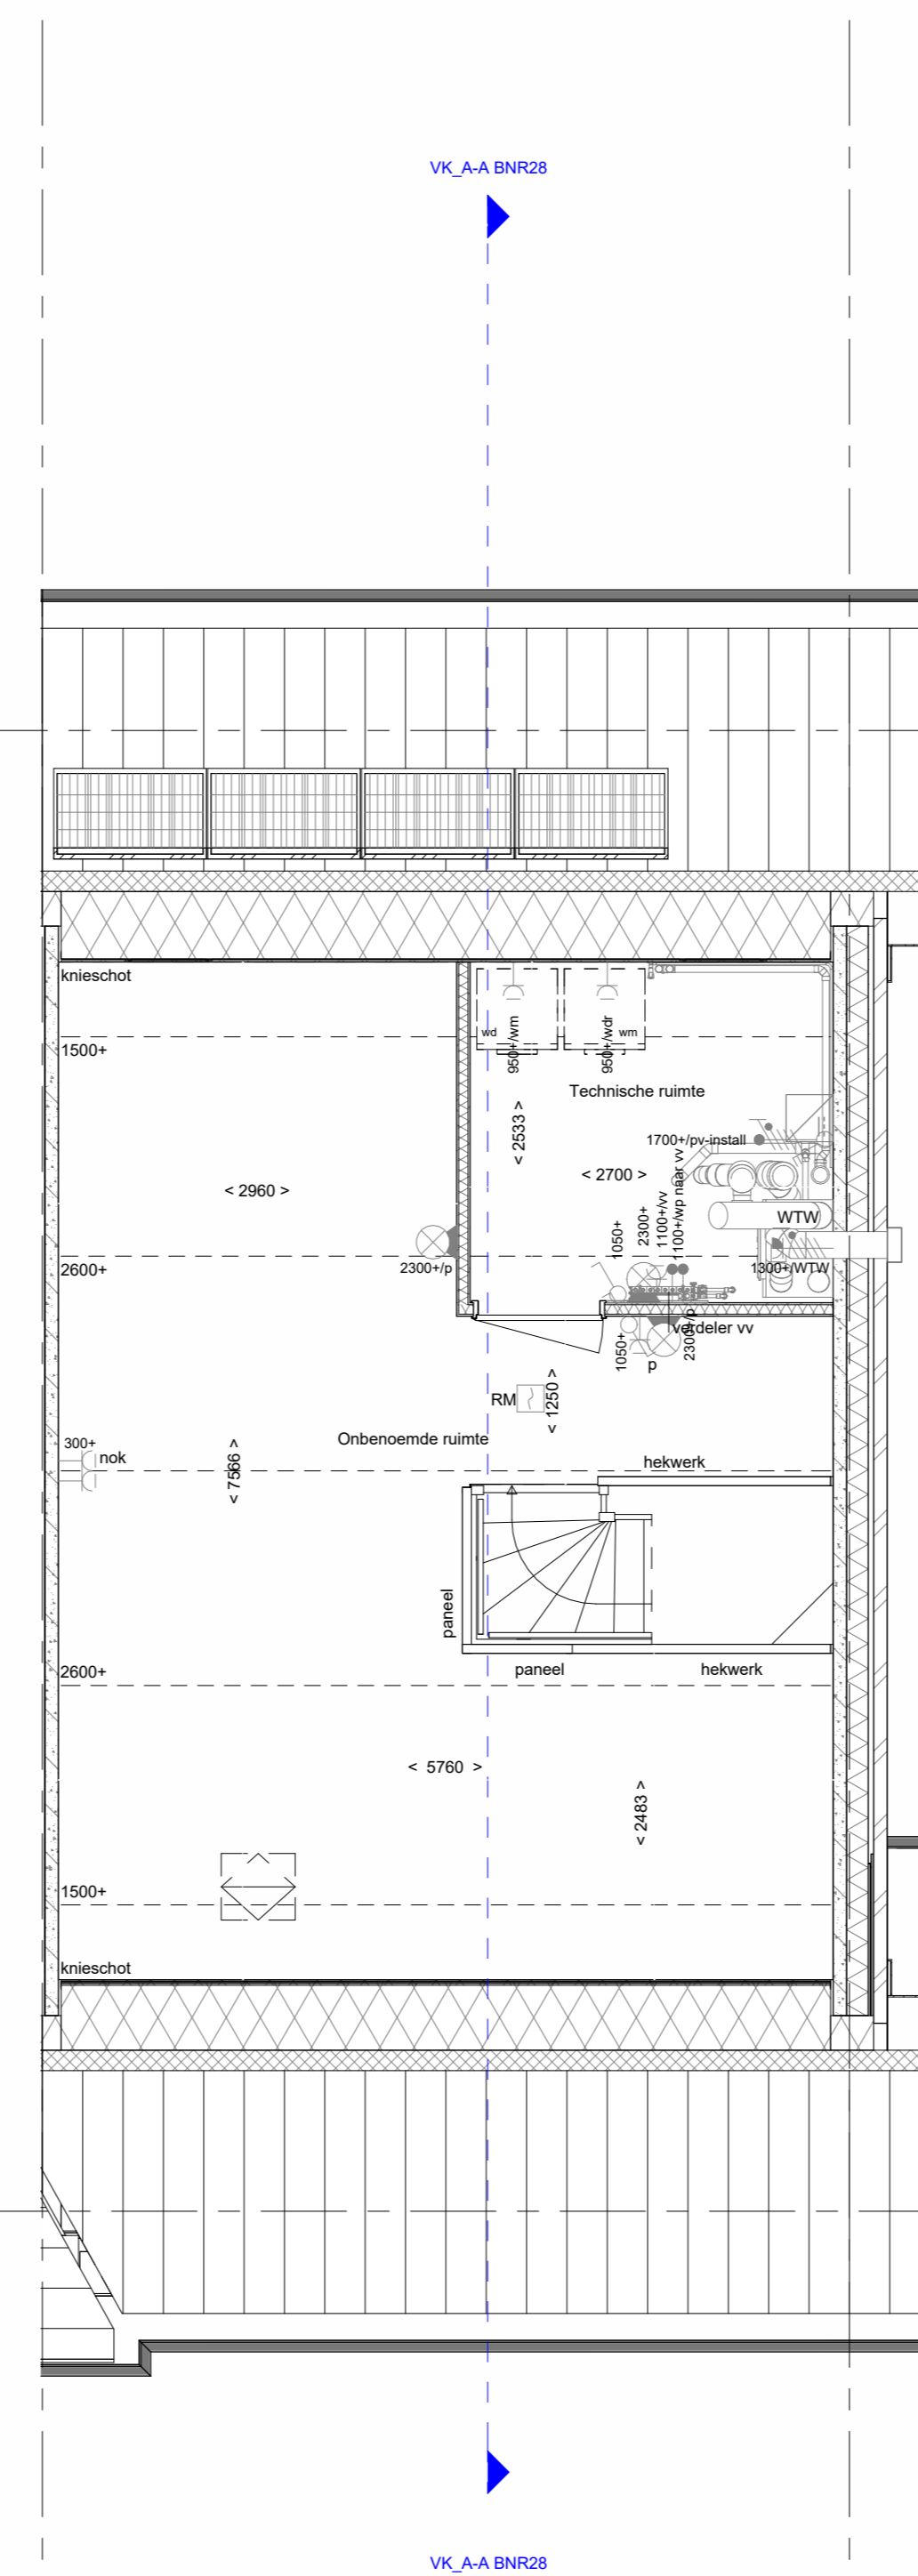 VK_A-A BNR28
knieschot
1500+
wd
950+/wm
950+/wdr
wm
Technische ruimte
< 2533 >
1700+/pv-install
< 2700 >
< 2960 >
1050+
2300+
1100+/vv
1100+/wp naar vv
WTW
2600+
2300+/p
1300+/WTW
verdeler vv
1050+
p
2300+/p
RM
< 1250 >
Onbenoemde ruimte
300+
nok
< 7566 >
hekwerk
paneel
2600+
paneel
hekwerk
< 5760 >
< 2483 >
1500+
knieschot
VK_A-A BNR28